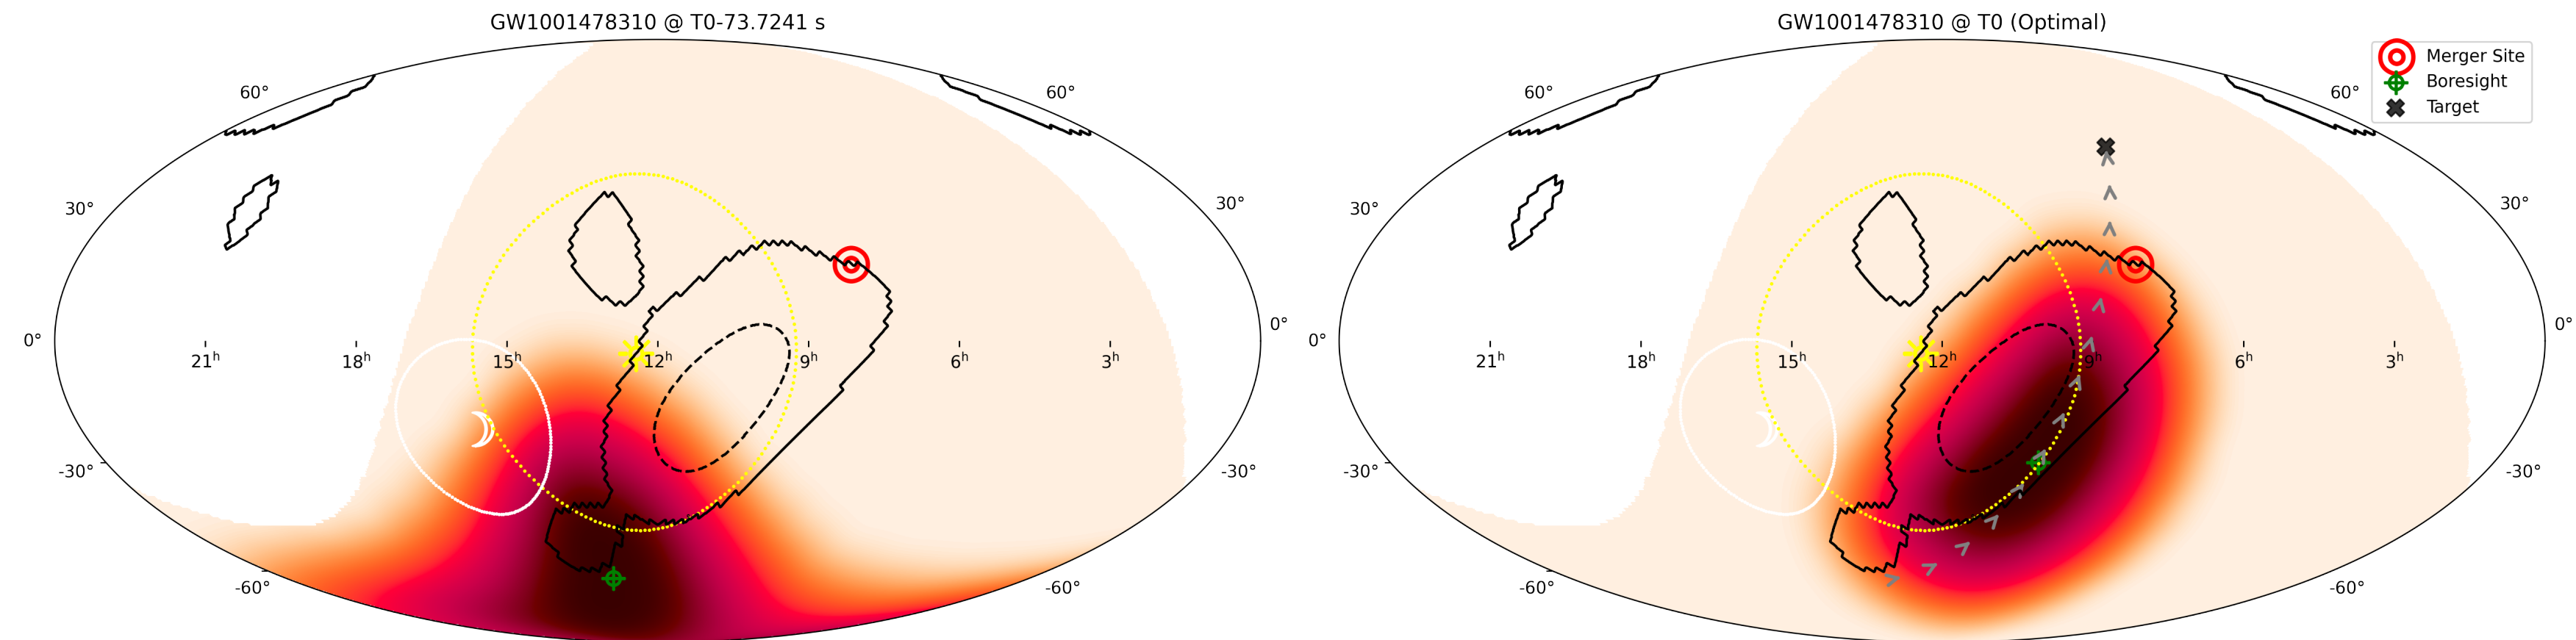 GW1001478310 @ T0-73.7241 s
60° 60°
30° 30°
0° 21h 18h 15h 12h 9h 6h 3h 0°
-30° -30°
-60° -60°
GW1001478310 @ T0 (Optimal)
Merger Site
Boresight
Target
60° 60°
30° 30°
0° 21h 18h 15h 12h 9h 6h 3h 0°
-30° -30°
-60° -60°